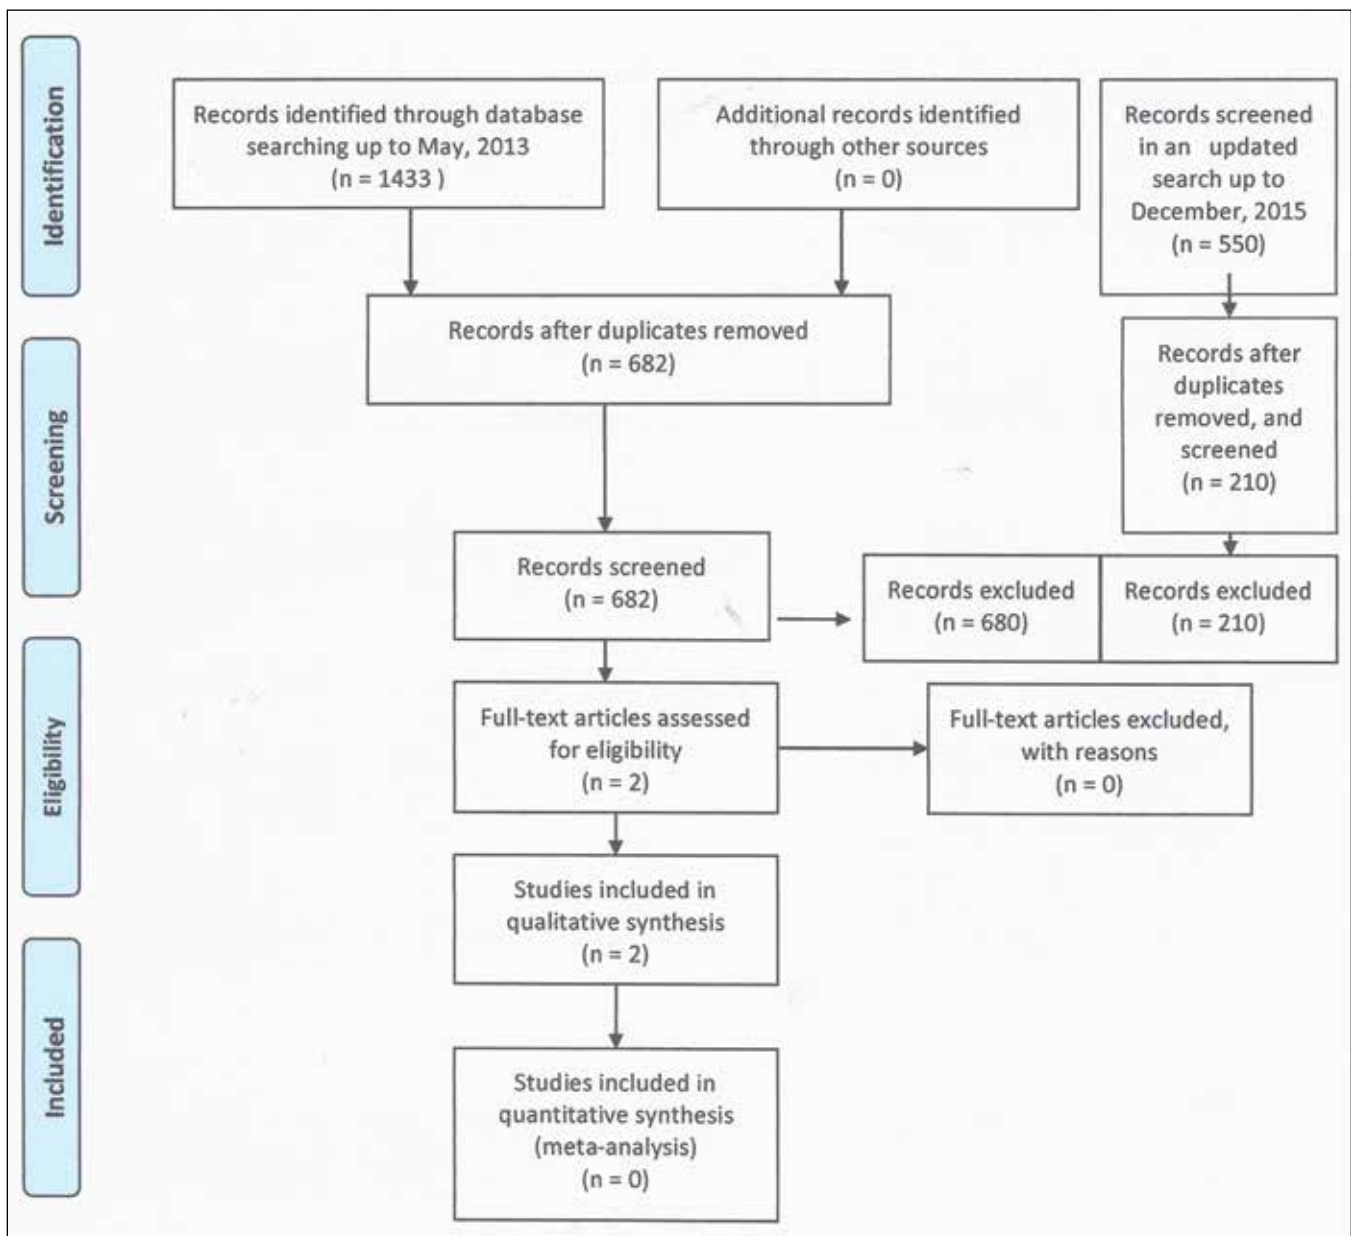 Identification
Records identified through database
searching up to May, 2013
(n = 1433 )
Additional records identified
through other sources
(n = 0)
Records screened
in an updated
search up to
December, 2015
(n = 550)
Records after duplicates removed
(n = 682)
Records after
duplicates
removed, and
screened
(n = 210)
Screening
Records screened
(n = 682)
Records excluded
(n = 680)
Records excluded
(n = 210)
Eligibility
Full-text articles assessed
for eligibility
(n = 2)
Full-text articles excluded,
with reasons
(n = 0)
Studies included in
qualitative synthesis
(n = 2)
Included
Studies included in
quantitative synthesis
(meta-analysis)
(n = 0)